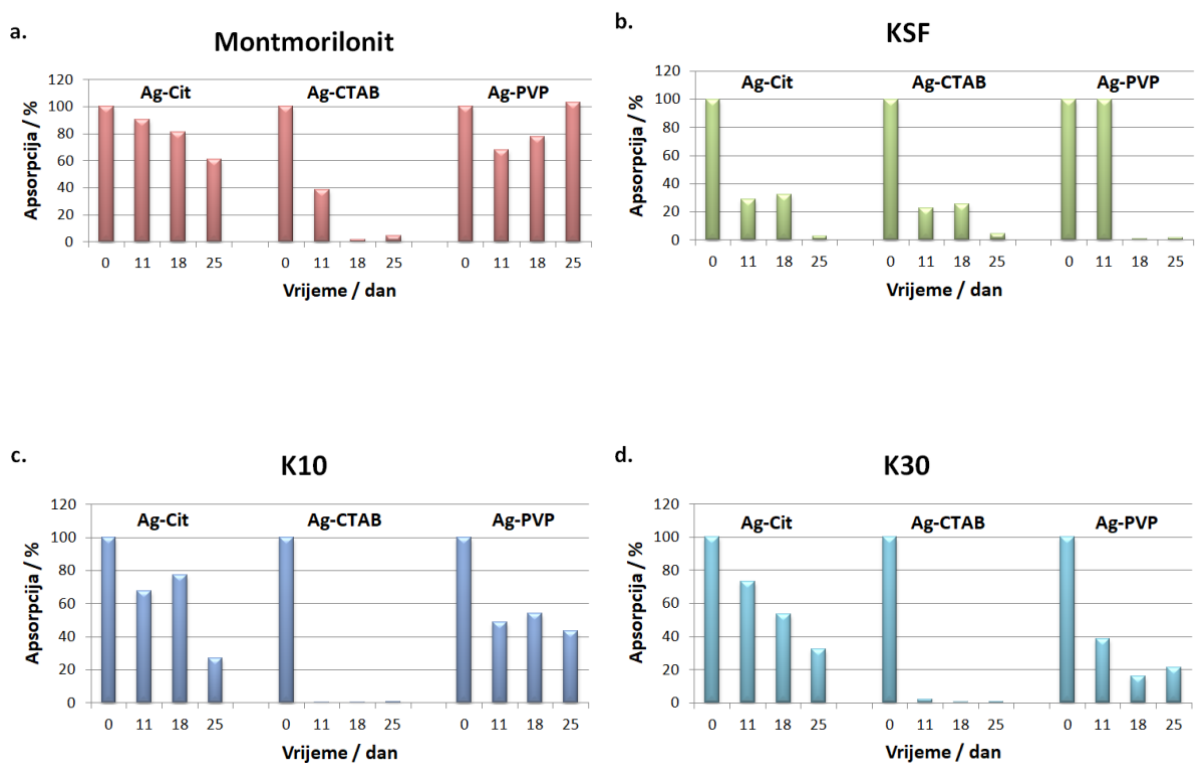 a.
Montmorilonit
120
100
80
60
40
20
0
Apsorpcija / %
Ag-Cit Ag-CTAB Ag-PVP
0 11 18 25 0 11 18 25 0 11 18 25
Vrijeme / dan
b.
KSF
120
100
80
60
40
20
0
Apsorpcija / %
Ag-Cit Ag-CTAB Ag-PVP
0 11 18 25 0 11 18 25 0 11 18 25
Vrijeme / dan
c.
K10
120
100
80
60
40
20
0
Apsorpcija / %
Ag-Cit Ag-CTAB Ag-PVP
0 11 18 25 0 11 18 25 0 11 18 25
Vrijeme / dan
d.
K30
120
100
80
60
40
20
0
Apsorpcija / %
Ag-Cit Ag-CTAB Ag-PVP
0 11 18 25 0 11 18 25 0 11 18 25
Vrijeme / dan